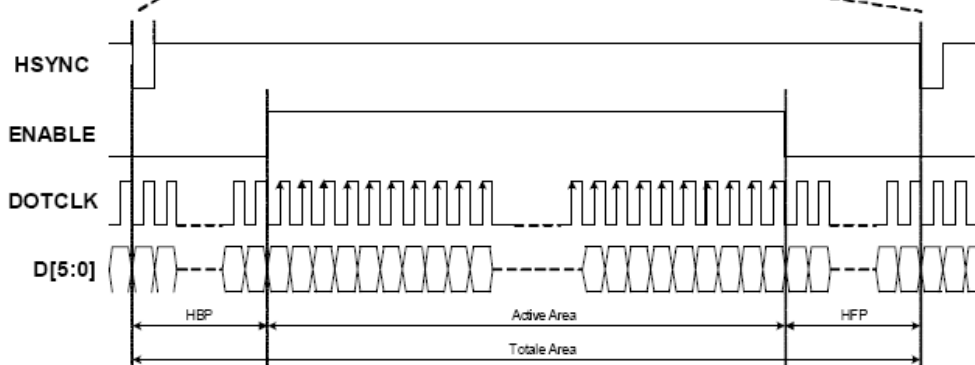 HSYNC
ENABLE
DOTCLK
D[5:0]
HBP Active Area HFP
Totale Area